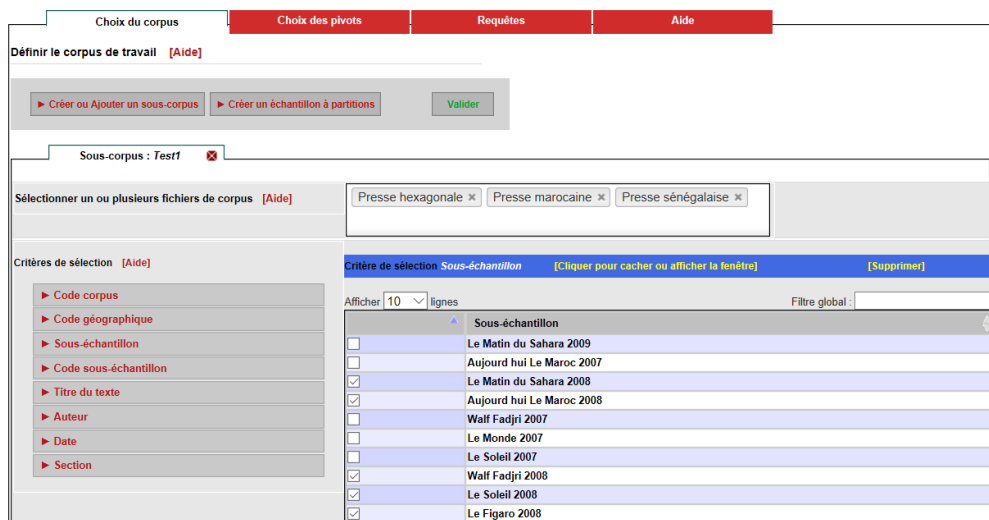 Choix du corpus Choix des pivots Requêtes Aide
Définir le corpus de travail [Aide]
► Créer ou Ajouter un sous-corpus ► Créer un échantillon à partitions Valider
Sous-corpus : Test1
Sélectionner un ou plusieurs fichiers de corpus [Aide] Presse hexagonale × Presse marocaine × Presse sénégalaise ×
Critères de sélection [Aide]
► Code corpus
► Code géographique
► Sous-échantillon
► Code sous-échantillon
► Titre du texte
► Auteur
► Date
► Section
Critère de sélection Sous-échantillon [Cliquer pour cacher ou afficher la fenêtre] [Supprimer]
Afficher 10 lignes Filtre global :
Sous-échantillon
Le Matin du Sahara 2009
Aujourd hui Le Maroc 2007
Le Matin du Sahara 2008
Aujourd hui Le Maroc 2008
Walf Fadjri 2007
Le Monde 2007
Le Soleil 2007
Walf Fadjri 2008
Le Soleil 2008
Le Figaro 2008